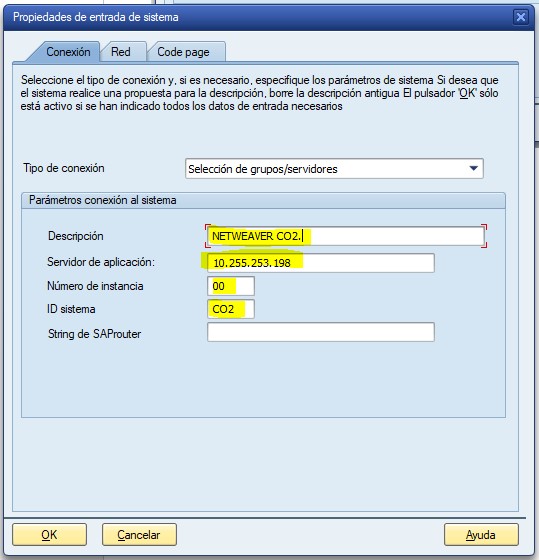 Propiedades de entrada de sistema
Conexión
Red
Code page
Seleccione el tipo de conexión y, si es necesario, especifique los parámetros de sistema Si desea que
el sistema realice una propuesta para la descripción, borre la descripción antigua El pulsador 'OK' sólo
está activo si se han indicado todos los datos de entrada necesarios
Tipo de conexión
Selección de grupos/servidores
Parámetros conexión al sistema
Descripción
NETWEAVER CO2.
Servidor de aplicación:
10.255.253.198
Número de instancia
00
ID sistema
CO2
String de SAProuter
OK
Cancelar
Ayuda